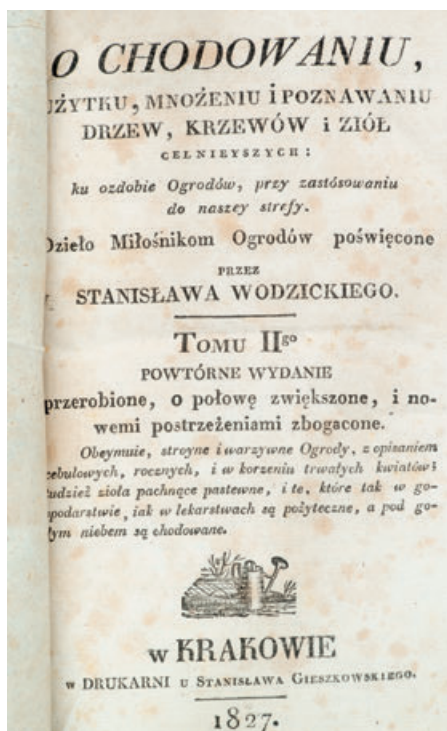 O CHODOWANIU,
UŻYTKU, MNOŻENIU i POZNAWANIU
DRZEW, KRZEWÓW i ZIÓŁ
CELNIEYSZYCH:
ku ozdobie Ogrodów, przy zastósowaniu
do naszey strefy.
Dzieło Miłośnikom Ogrodów poświęcone
PRZEZ
STANISŁAWA WODZICKIEGO.
TOMU IIgo
POWTÓRNE WYDANIE
przerobione, o połowę zwiększone, i no-
wemi postrzeżeniami zbogacone.
Obeymuie, stroyne i warzywne Ogrody, z opisaniem
cebulowych, rocznych, i w korzeniu trwałych kwiatów:
tudzież zioła pachnące pastewne, i te, które tak w go-
spodarstwie, iak w lekarstwach są pożyteczne, a pod go-
łym niebem są chodowane.
w KRAKOWIE
w DRUKARNI u STANISŁAWA GIESZKOWSKIEGO.
1827.